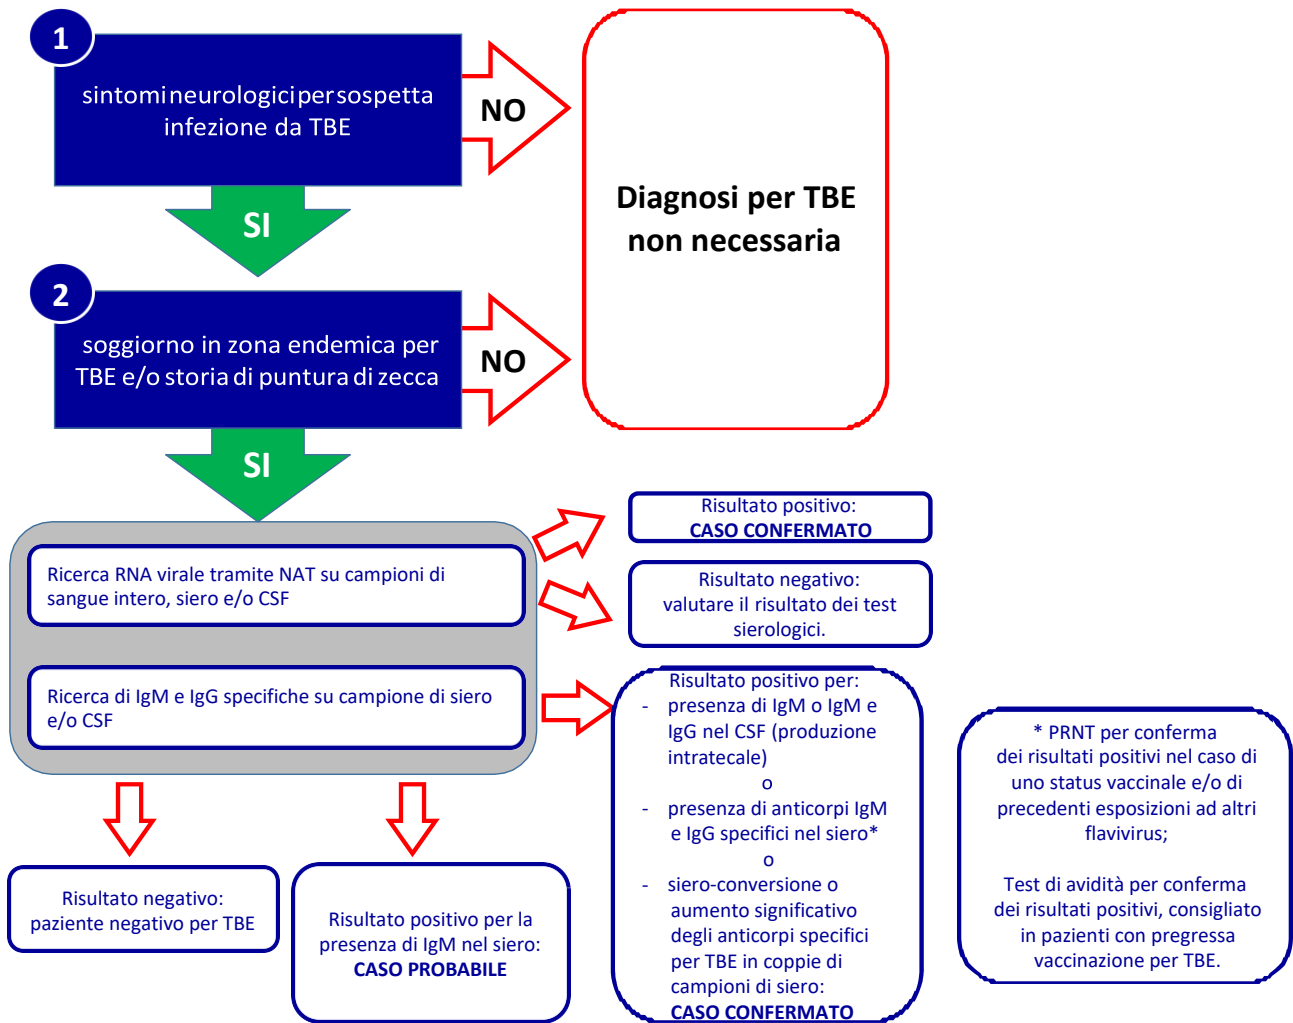 1
sintomi neurologici per sospetta
infezione da TBE
NO
SI
Diagnosi per TBE
non necessaria
2
soggiorno in zona endemica per
TBE e/o storia di puntura di zecca
NO
SI
Ricerca RNA virale tramite NAT su campioni di
sangue intero, siero e/o CSF
Ricerca di IgM e IgG specifiche su campione di siero
e/o CSF
Risultato positivo:
CASO CONFERMATO
Risultato negativo:
valutare il risultato dei test
sierologici.
Risultato positivo per:
- presenza di IgM o IgM e
IgG nel CSF (produzione
intratecale)
o
- presenza di anticorpi IgM
e IgG specifici nel siero*
o
- siero-conversione o
aumento significativo
degli anticorpi specifici
per TBE in coppie di
campioni di siero:
CASO CONFERMATO
* PRNT per conferma
dei risultati positivi nel caso di
uno status vaccinale e/o di
precedenti esposizioni ad altri
flavivirus;
Test di avidità per conferma
dei risultati positivi, consigliato
in pazienti con pregressa
vaccinazione per TBE.
Risultato negativo:
paziente negativo per TBE
Risultato positivo per la
presenza di IgM nel siero:
CASO PROBABILE